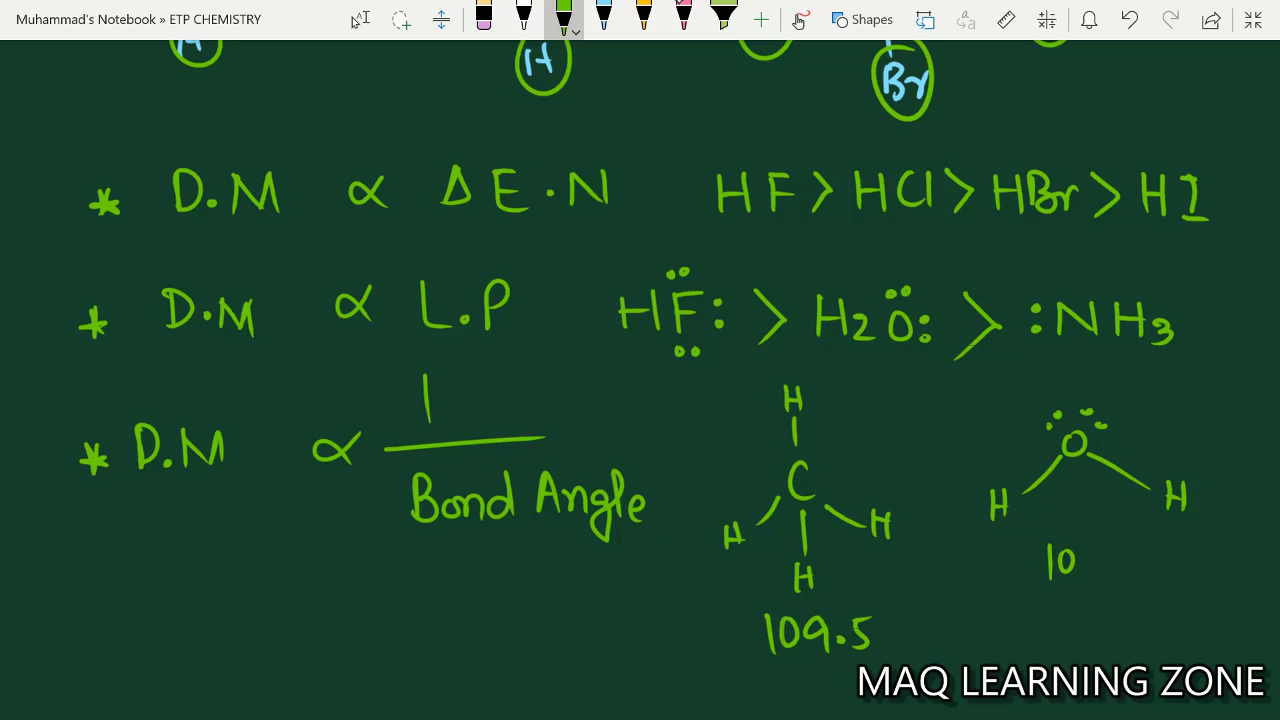 Muhammad's Notebook » ETP CHEMISTRY
Shapes
H
Br
* D.M ∝ Δ E.N HF > HCl > HBr > HI
* D.M ∝ L.P HF > H2O > NH3
* D.M ∝ 1
Bond Angle
H
C
H H
H
109.5
O
H H
10
MAQ LEARNING ZONE